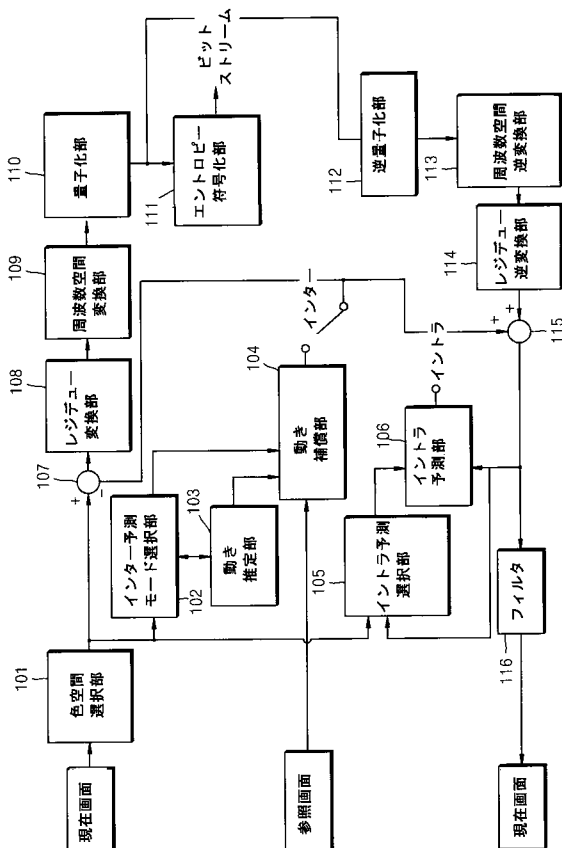 現在画面
101
色空間
選択部
107
+
−
108
レジデュー
変換部
109
周波数空間
変換部
110
量子化部
111
エントロピー
符号化部
ビット
ストリーム
インター予測
モード選択部
102
103
動き
推定部
104
動き
補償部
インター
112
逆量子化部
113
周波数空間
逆変換部
114
レジデュー
逆変換部
+
+
115
参照画面
105
イントラ予測
選択部
106
イントラ
予測部
イントラ
現在画面
116
フィルタ